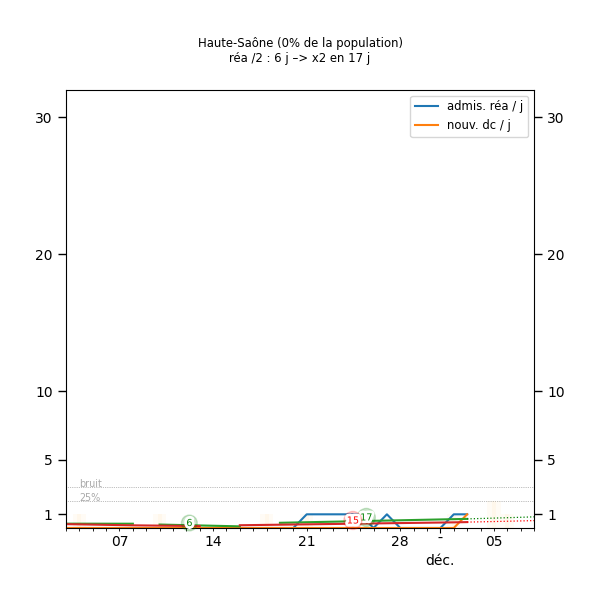 Haute-Saône (0% de la population)
réa /2 : 6 j –> x2 en 17 j
admis. réa / j
nouv. dc / j
30 30
20 20
10 10
5 5
bruit
25%
1 1
6 15 17
07 14 21 28 - 05
déc.